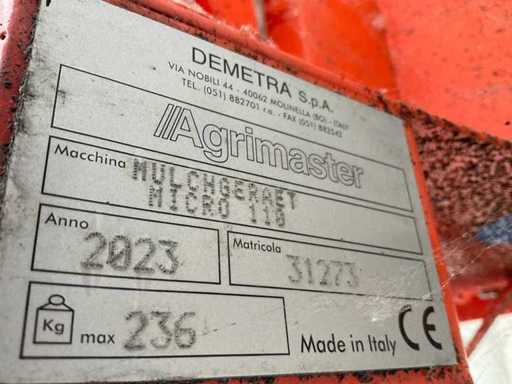 DEMETRA S.p.A.
VIA NOBILI 44 - 40062 MOLINELLA (BO) - ITALY
TEL. (051) 882701 r.a. - FAX (051) 882542
Agrimaster
Macchina MULCHGERAET
MICRO 110
Anno 2023
Matricola 31273
Kg max 236
Made in Italy CE